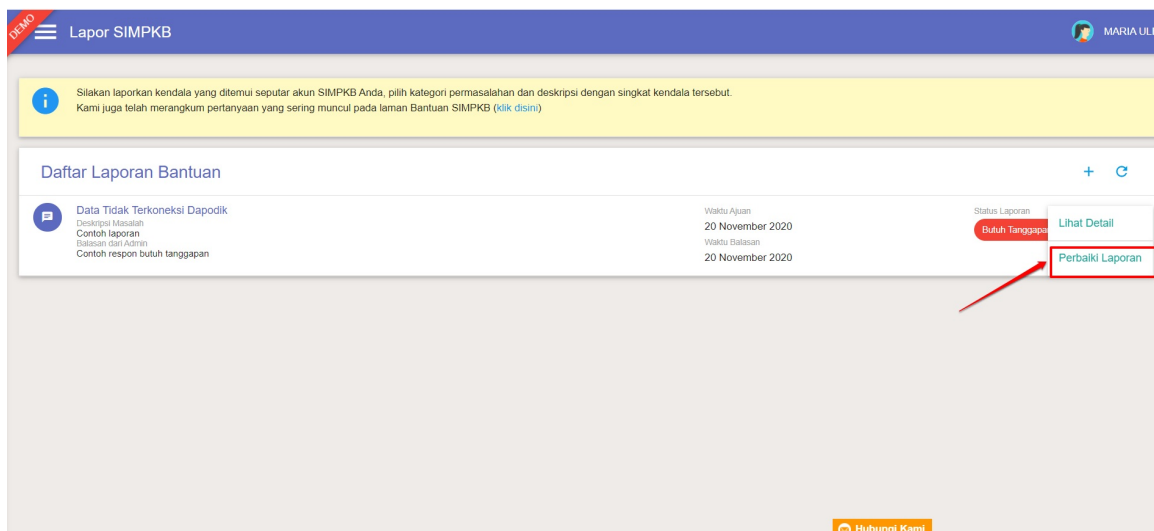 DEMO
Lapor SIMPKB
MARIA ULF
Silakan laporkan kendala yang ditemui seputar akun SIMPKB Anda, pilih kategori permasalahan dan deskripsi dengan singkat kendala tersebut.
Kami juga telah merangkum pertanyaan yang sering muncul pada laman Bantuan SIMPKB (klik disini)
Daftar Laporan Bantuan
Data Tidak Terkoneksi Dapodik
Deskripsi Masalah
Contoh laporan
Balasan dari Admin
Contoh respon butuh tanggapan
Waktu Ajuan
20 November 2020
Waktu Balasan
20 November 2020
Status Laporan
Butuh Tanggapa
Lihat Detail
Perbaiki Laporan
Hubungi Kami